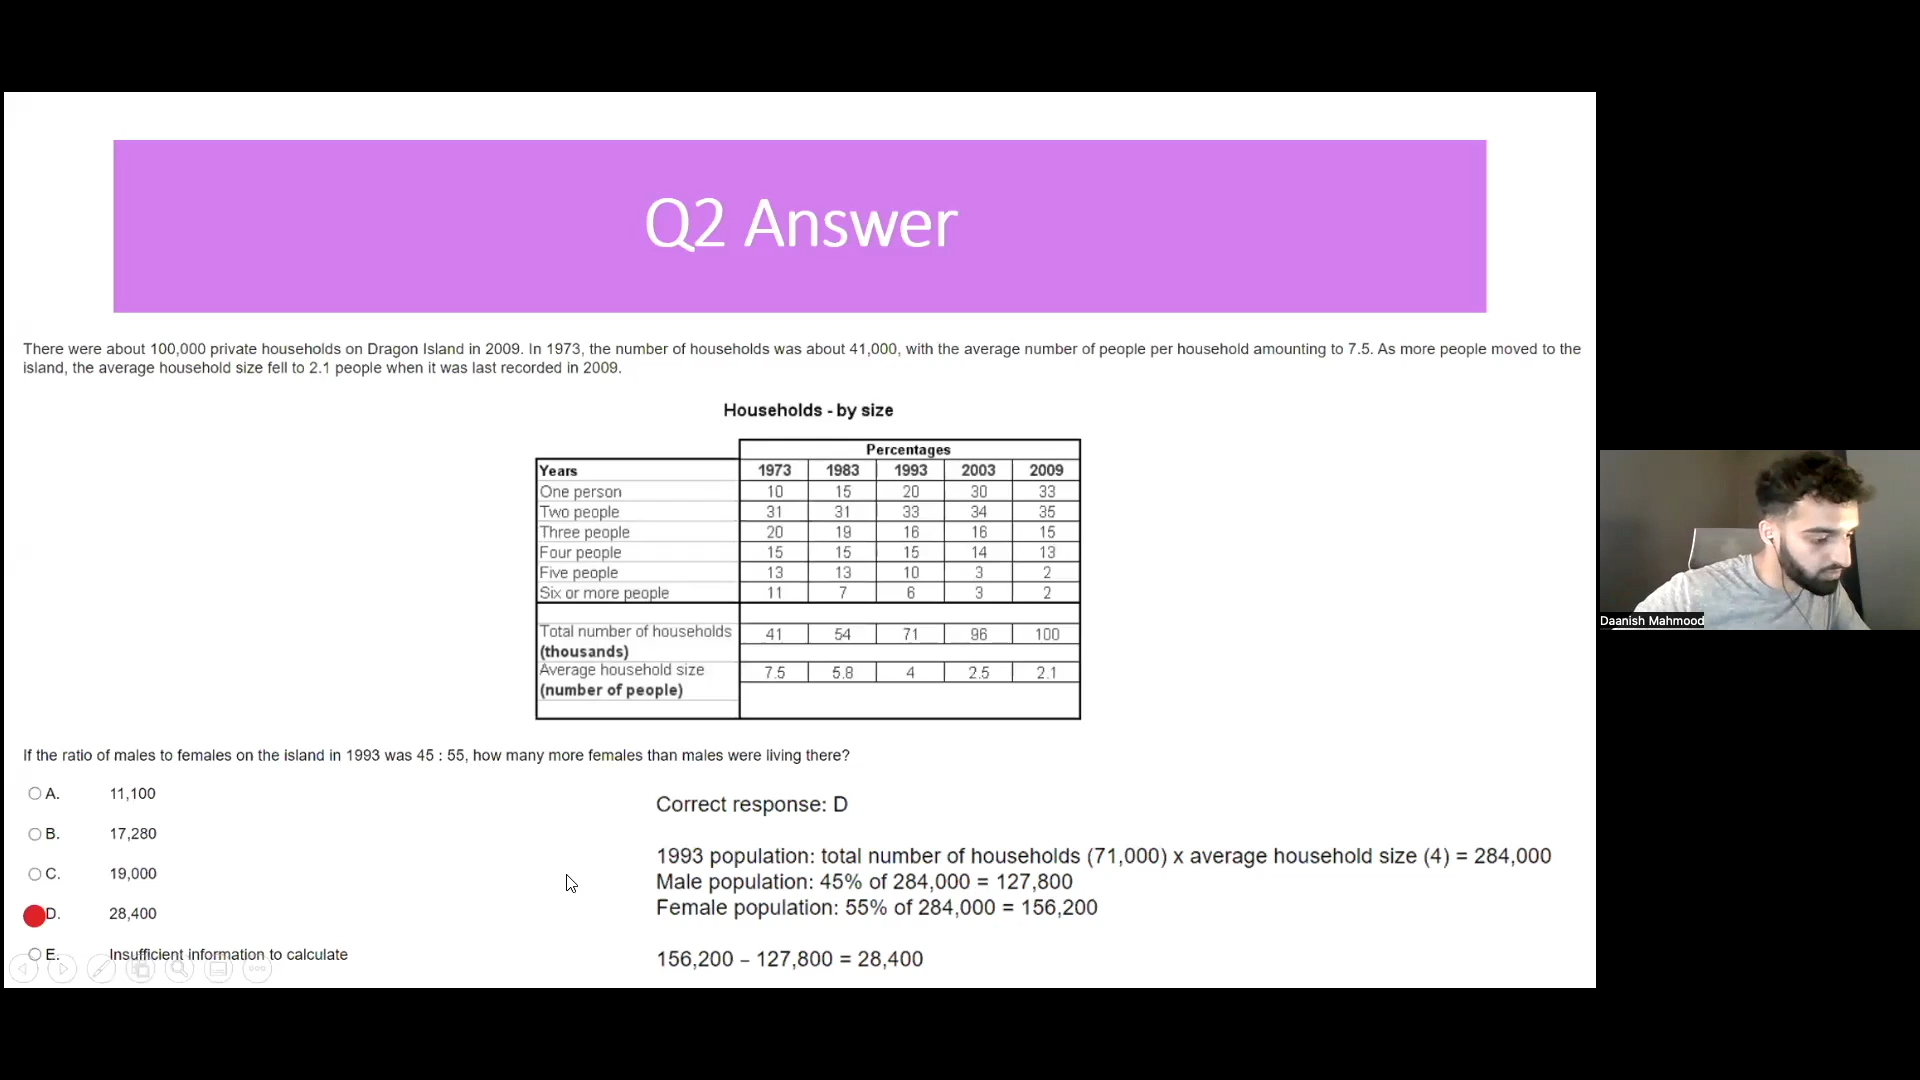 Q2 Answer
There were about 100,000 private households on Dragon Island in 2009. In 1973, the number of households was about 41,000, with the average number of people per household amounting to 7.5. As more people moved to the
island, the average household size fell to 2.1 people when it was last recorded in 2009.
Households - by size
Percentages
Years 1973 1983 1993 2003 2009
One person 10 15 20 30 33
Two people 31 31 33 34 35
Three people 20 19 16 16 15
Four people 15 15 15 14 13
Five people 13 13 10 3 2
Six or more people 11 7 6 3 2
Total number of households 41 54 71 96 100
(thousands)
Average household size 7.5 5.8 4 2.5 2.1
(number of people)
If the ratio of males to females on the island in 1993 was 45 : 55, how many more females than males were living there?
A. 11,100
B. 17,280
C. 19,000
D. 28,400
E. Insufficient information to calculate
Correct response: D
1993 population: total number of households (71,000) x average household size (4) = 284,000
Male population: 45% of 284,000 = 127,800
Female population: 55% of 284,000 = 156,200
156,200 – 127,800 = 28,400
Daanish Mahmood